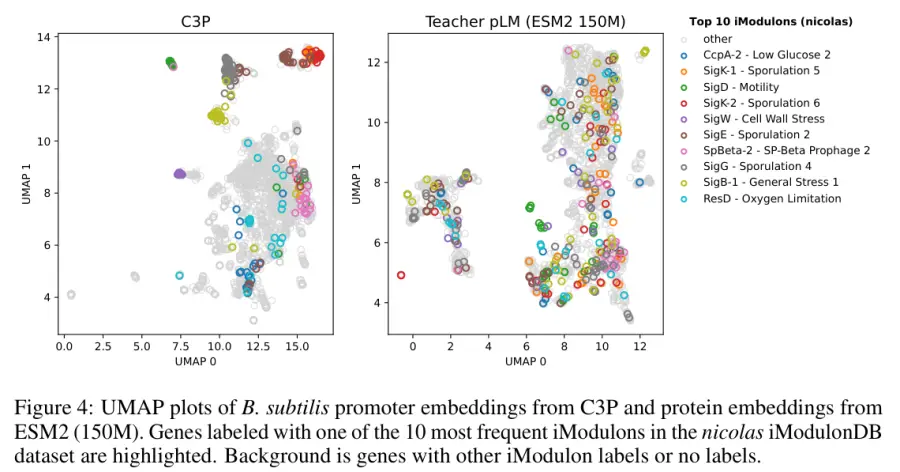 C3P
Teacher pLM (ESM2 150M)
Top 10 iModulons (nicolas)
other
CcpA-2 - Low Glucose 2
SigK-1 - Sporulation 5
SigD - Motility
SigK-2 - Sporulation 6
SigW - Cell Wall Stress
SigE - Sporulation 2
SpBeta-2 - SP-Beta Prophage 2
SigG - Sporulation 4
SigB-1 - General Stress 1
ResD - Oxygen Limitation
UMAP 1
14
12
10
8
6
4
0.0 2.5 5.0 7.5 10.0 12.5 15.0
UMAP 0
UMAP 1
12
10
8
6
4
0 2 4 6 8 10 12
UMAP 0
Figure 4: UMAP plots of B. subtilis promoter embeddings from C3P and protein embeddings from
ESM2 (150M). Genes labeled with one of the 10 most frequent iModulons in the nicolas iModulonDB
dataset are highlighted. Background is genes with other iModulon labels or no labels.